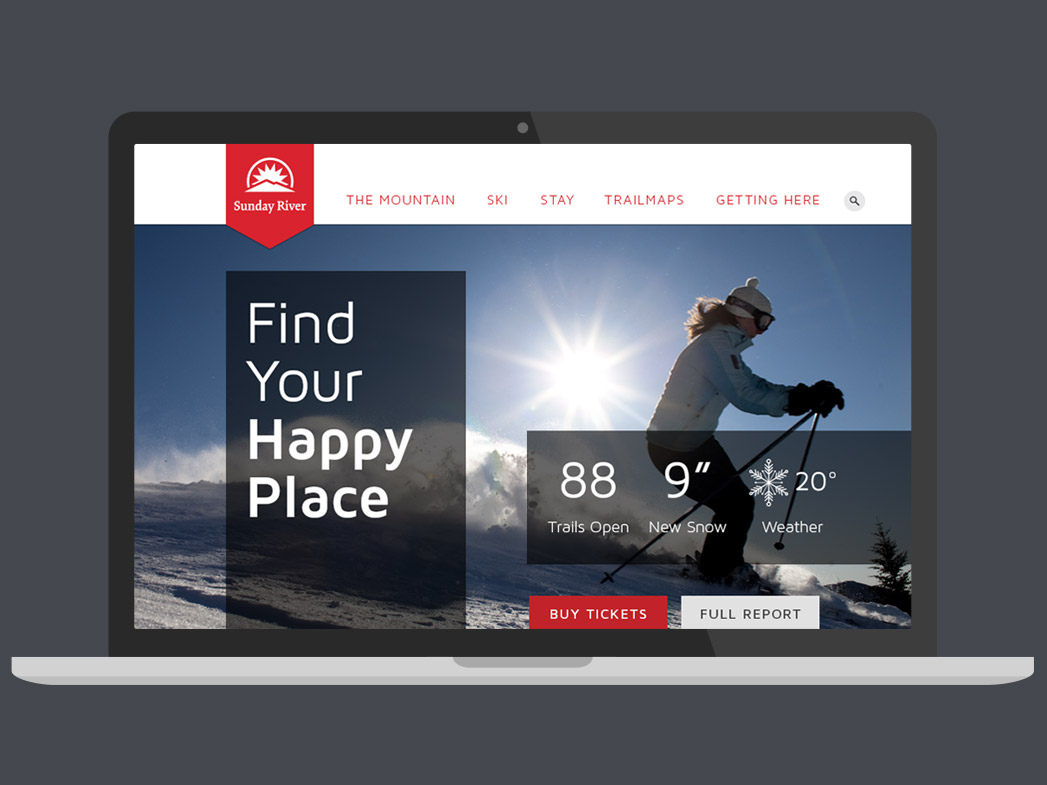 Sunday River
THE MOUNTAIN SKI STAY TRAILMAPS GETTING HERE
Find
Your
Happy
Place
88 9” 20°
Trails Open New Snow Weather
BUY TICKETS FULL REPORT